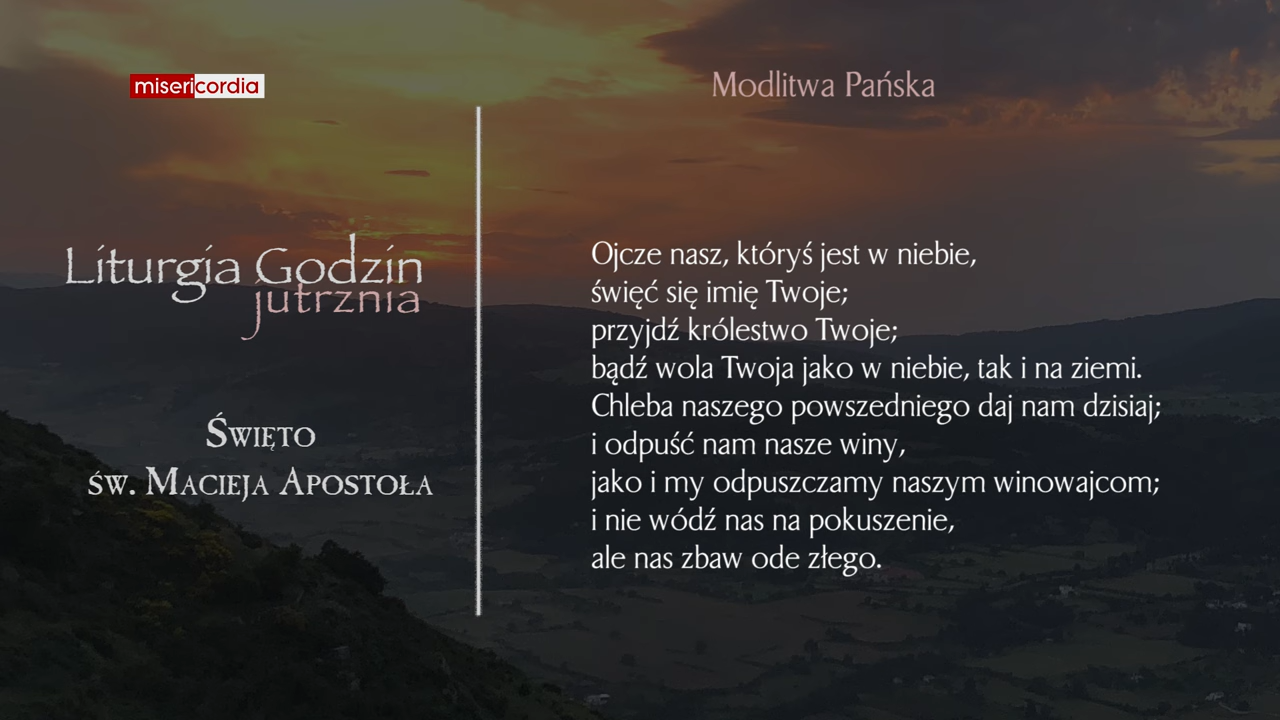 misericordia
Liturgia Godzin
jutrznia
Święto
św. Macieja Apostoła
Modlitwa Pańska
Ojcze nasz, któryś jest w niebie,
święć się imię Twoje;
przyjdź królestwo Twoje;
bądź wola Twoja jako w niebie, tak i na ziemi.
Chleba naszego powszedniego daj nam dzisiaj;
i odpuść nam nasze winy,
jako i my odpuszczamy naszym winowajcom;
i nie wódź nas na pokuszenie,
ale nas zbaw ode złego.